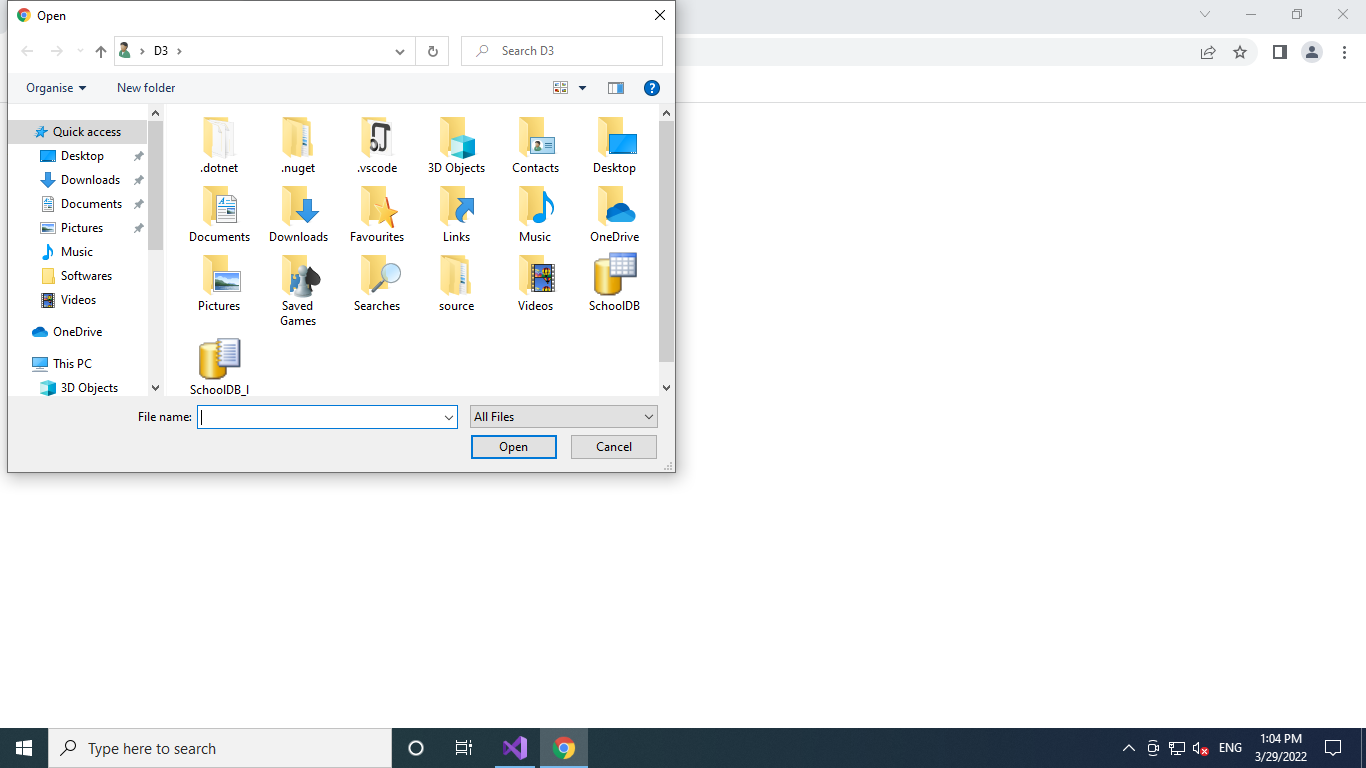 Open
D3
Search D3
Organise
New folder
Quick access
Desktop
Downloads
Documents
Pictures
Music
Softwares
Videos
OneDrive
This PC
3D Objects
.dotnet
.nuget
.vscode
3D Objects
Contacts
Desktop
Documents
Downloads
Favourites
Links
Music
OneDrive
Pictures
Saved
Games
Searches
source
Videos
SchoolDB
SchoolDB_l
File name:
All Files
Open
Cancel
Type here to search
ENG
1:04 PM
3/29/2022